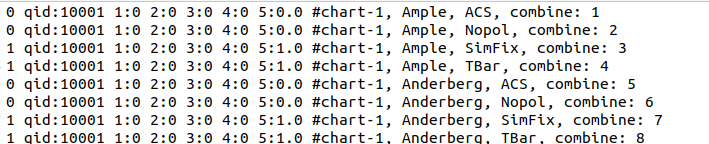 0 qid:10001 1:0 2:0 3:0 4:0 5:0.0 #chart-1, Ample, ACS, combine: 1
0 qid:10001 1:0 2:0 3:0 4:0 5:0.0 #chart-1, Ample, Nopol, combine: 2
1 qid:10001 1:0 2:0 3:0 4:0 5:1.0 #chart-1, Ample, SimFix, combine: 3
1 qid:10001 1:0 2:0 3:0 4:0 5:1.0 #chart-1, Ample, TBar, combine: 4
0 qid:10001 1:0 2:0 3:0 4:0 5:0.0 #chart-1, Anderberg, ACS, combine: 5
0 qid:10001 1:0 2:0 3:0 4:0 5:0.0 #chart-1, Anderberg, Nopol, combine: 6
1 qid:10001 1:0 2:0 3:0 4:0 5:1.0 #chart-1, Anderberg, SimFix, combine: 7
1 qid:10001 1:0 2:0 3:0 4:0 5:1.0 #chart-1, Anderberg, TBar, combine: 8